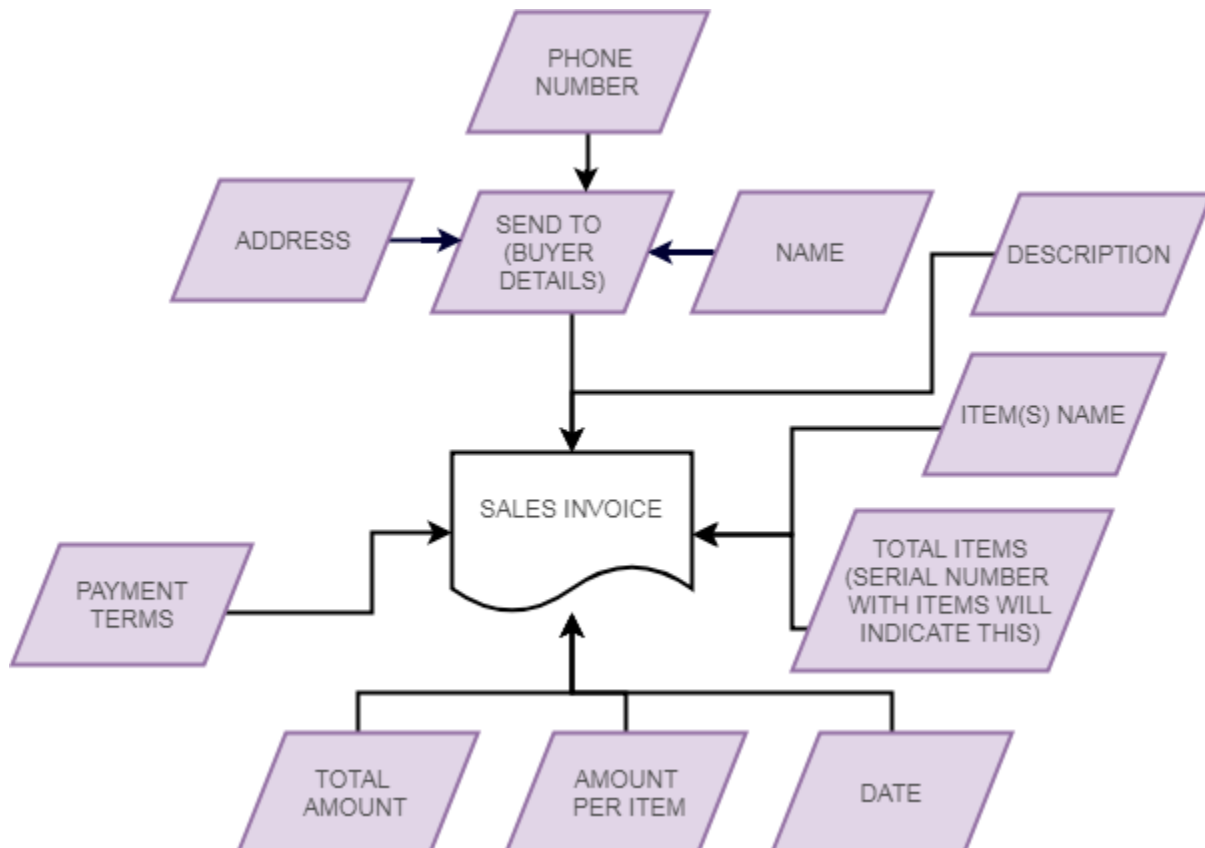 PHONE
NUMBER
ADDRESS
SEND TO
(BUYER
DETAILS)
NAME
DESCRIPTION
ITEM(S) NAME
SALES INVOICE
TOTAL ITEMS
(SERIAL NUMBER
WITH ITEMS WILL
INDICATE THIS)
PAYMENT
TERMS
TOTAL
AMOUNT
AMOUNT
PER ITEM
DATE